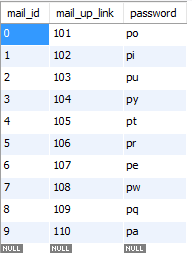 mail_id mail_up_link password
0 101 po
1 102 pi
2 103 pu
3 104 py
4 105 pt
5 106 pr
6 107 pe
7 108 pw
8 109 pq
9 110 pa
NULL NULL NULL